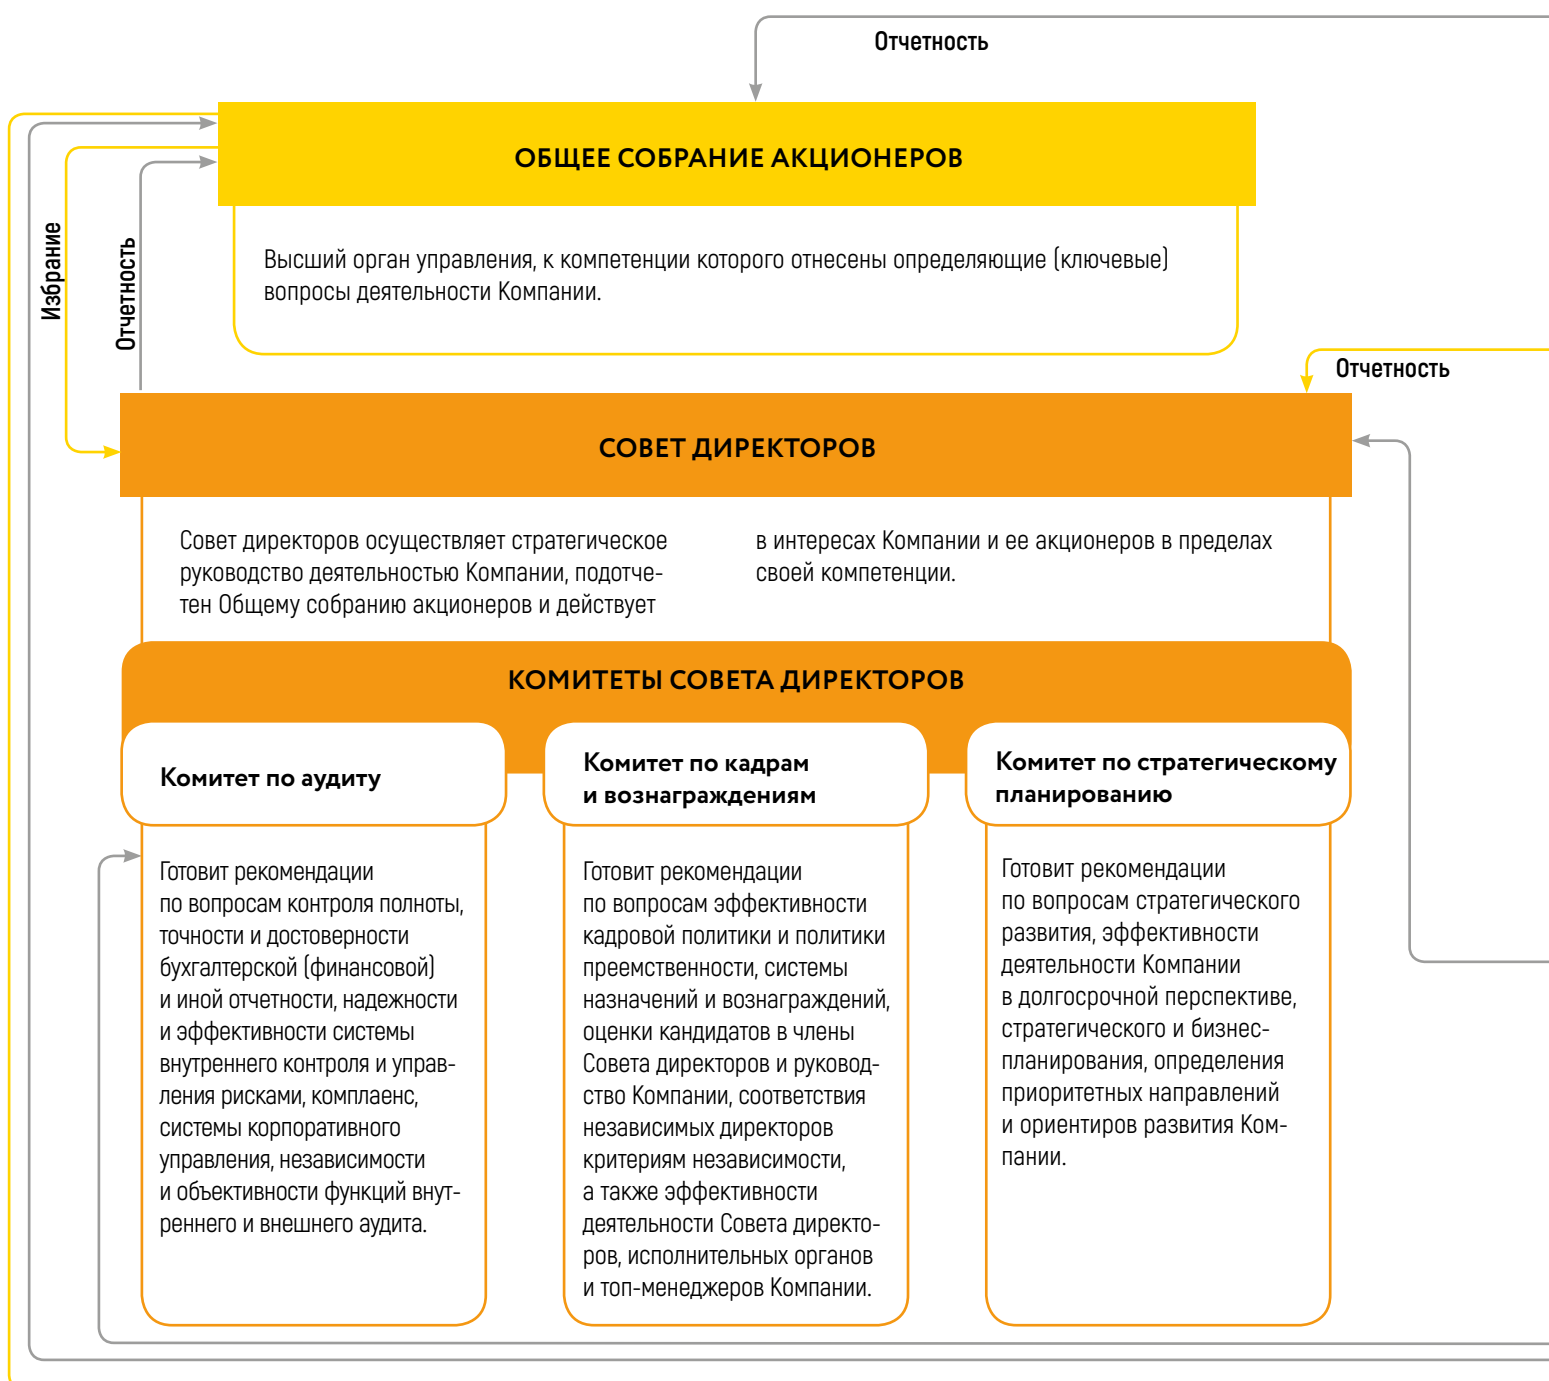 Отчетность
ОБЩЕЕ СОБРАНИЕ АКЦИОНЕРОВ
Избрание
Отчетность
Высший орган управления, к компетенции которого отнесены определяющие (ключевые)
вопросы деятельности Компании.
Отчетность
СОВЕТ ДИРЕКТОРОВ
Совет директоров осуществляет стратегическое
руководство деятельностью Компании, подотче-
тен Общему собранию акционеров и действует
в интересах Компании и ее акционеров в пределах
своей компетенции.
КОМИТЕТЫ СОВЕТА ДИРЕКТОРОВ
Комитет по аудиту
Готовит рекомендации
по вопросам контроля полноты,
точности и достоверности
бухгалтерской (финансовой)
и иной отчетности, надежности
и эффективности системы
внутреннего контроля и управ-
ления рисками, комплаенс,
системы корпоративного
управления, независимости
и объективности функций внут-
реннего и внешнего аудита.
Комитет по кадрам
и вознаграждениям
Готовит рекомендации
по вопросам эффективности
кадровой политики и политики
преемственности, системы
назначений и вознаграждений,
оценки кандидатов в члены
Совета директоров и руковод-
ство Компании, соответствия
независимых директоров
критериям независимости,
а также эффективности
деятельности Совета директо-
ров, исполнительных органов
и топ-менеджеров Компании.
Комитет по стратегическому
планированию
Готовит рекомендации
по вопросам стратегического
развития, эффективности
деятельности Компании
в долгосрочной перспективе,
стратегического и бизнес-
планирования, определения
приоритетных направлений
и ориентиров развития Ком-
пании.